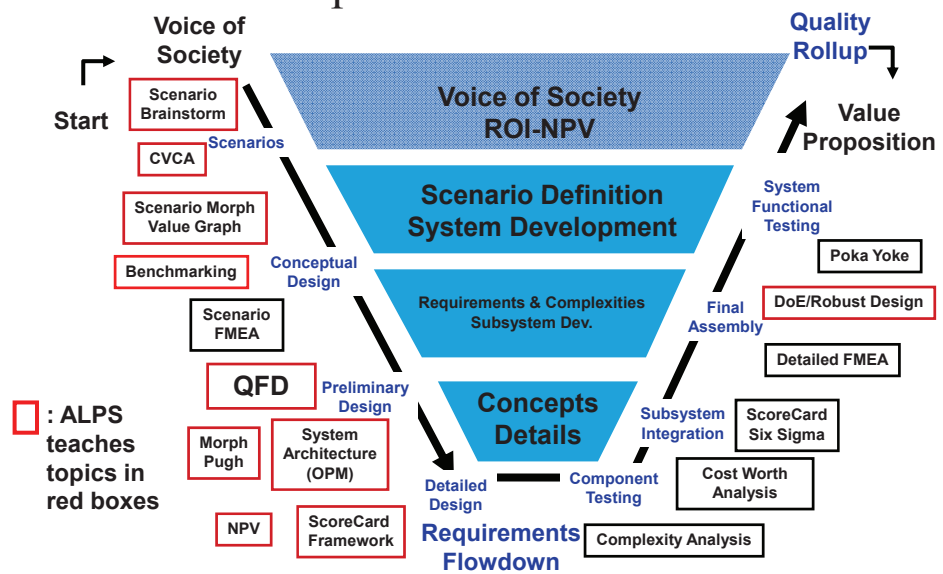 Voice of
Society
Start
Scenario
Brainstorm
CVCA
Scenario Morph
Value Graph
Benchmarking
Scenario
FMEA
QFD
Morph
Pugh
System
Architecture
(OPM)
NPV
ScoreCard
Framework
: ALPS
teaches
topics in
red boxes
Scenarios
Conceptual
Design
Preliminary
Design
Detailed
Design
Requirements
Flowdown
Voice of Society
ROI-NPV
Scenario Definition
System Development
Requirements & Complexities
Subsystem Dev.
Concepts
Details
Component
Testing
Subsystem
Integration
Final
Assembly
System
Functional
Testing
Quality
Rollup
Value
Proposition
Poka Yoke
DoE/Robust Design
Detailed FMEA
ScoreCard
Six Sigma
Cost Worth
Analysis
Complexity Analysis